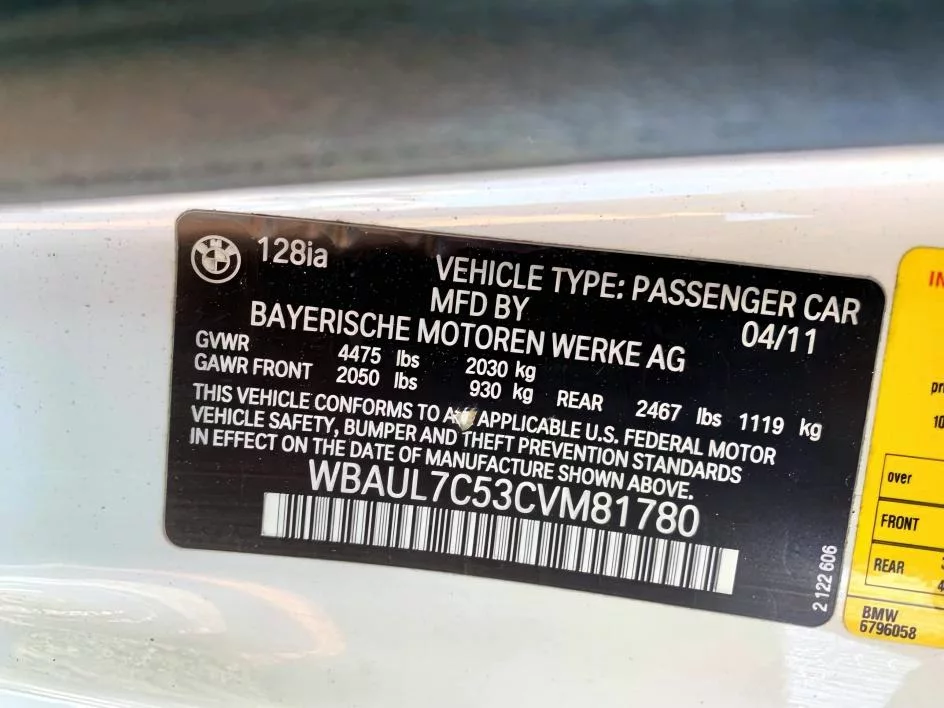 128ia
VEHICLE TYPE: PASSENGER CAR
MFD BY
04/11
BAYERISCHE MOTOREN WERKE AG
GVWR 4475 lbs 2030 kg
GAWR FRONT 2050 lbs 930 kg REAR 2467 lbs 1119 kg
THIS VEHICLE CONFORMS TO APPLICABLE U.S. FEDERAL MOTOR
VEHICLE SAFETY, BUMPER AND THEFT PREVENTION STANDARDS
IN EFFECT ON THE DATE OF MANUFACTURE SHOWN ABOVE.
WBAUL7C53CVM81780
2 122 606
over
FRONT
REAR
BMW
6796058